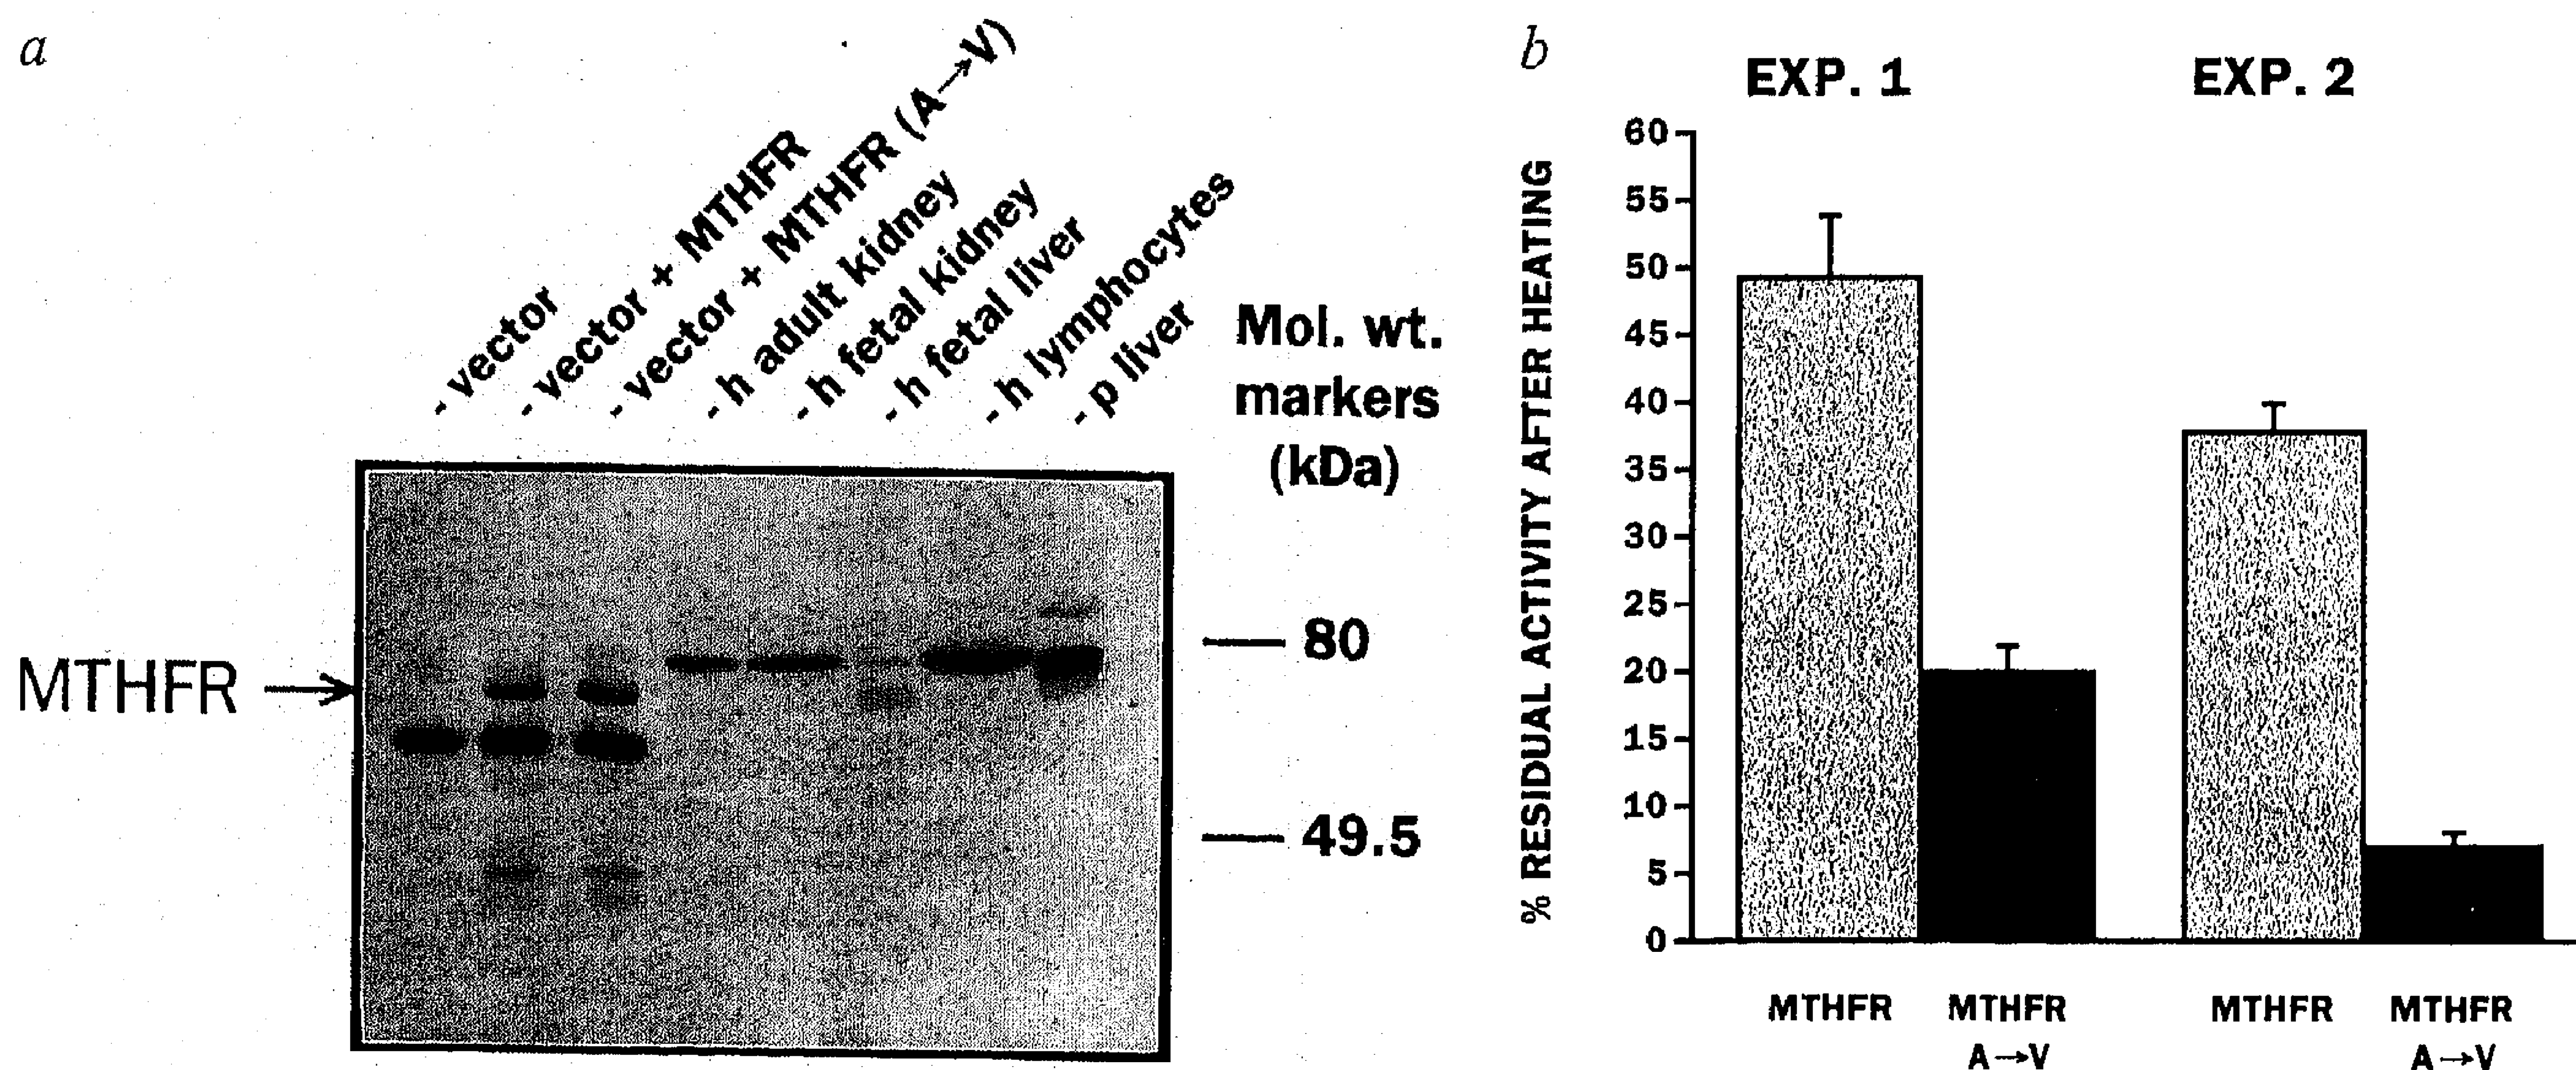 a
- vector
- vector + MTHFR
- vector + MTHFR (A→V)
- h adult kidney
- h fetal kidney
- h fetal liver
- h lymphocytes
- p liver
Mol. wt.
markers
(kDa)
MTHFR
80
49.5
b
EXP. 1
EXP. 2
% RESIDUAL ACTIVITY AFTER HEATING
60
55
50
45
40
35
30
25
20
15
10
5
0
MTHFR
MTHFR
A→V
MTHFR
MTHFR
A→V